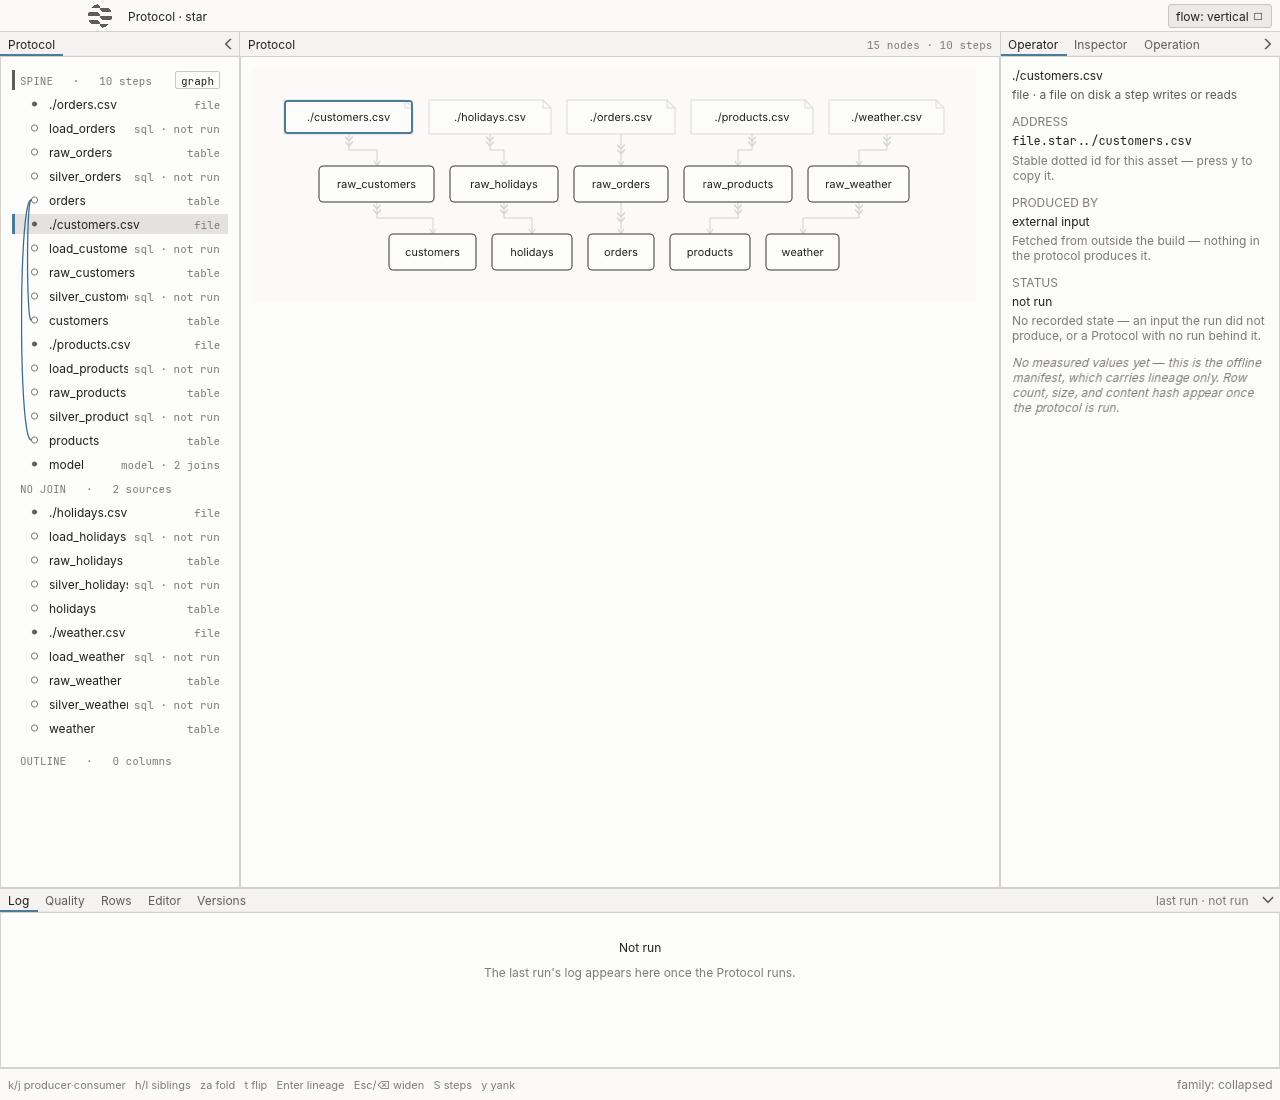 Protocol · star
flow: vertical
Protocol
Protocol
15 nodes · 10 steps
Operator
Inspector
Operation
SPINE · 10 steps
graph
./orders.csv file
load_orders sql · not run
raw_orders table
silver_orders sql · not run
orders table
./customers.csv file
load_custome sql · not run
raw_customers table
silver_custom sql · not run
customers table
./products.csv file
load_products sql · not run
raw_products table
silver_product sql · not run
products table
model model · 2 joins
NO JOIN · 2 sources
./holidays.csv file
load_holidays sql · not run
raw_holidays table
silver_holidays sql · not run
holidays table
./weather.csv file
load_weather sql · not run
raw_weather table
silver_weather sql · not run
weather table
OUTLINE · 0 columns
./customers.csv
./holidays.csv
./orders.csv
./products.csv
./weather.csv
raw_customers
raw_holidays
raw_orders
raw_products
raw_weather
customers
holidays
orders
products
weather
./customers.csv
file · a file on disk a step writes or reads
ADDRESS
file.star../customers.csv
Stable dotted id for this asset — press y to
copy it.
PRODUCED BY
external input
Fetched from outside the build — nothing in
the protocol produces it.
STATUS
not run
No recorded state — an input the run did not
produce, or a Protocol with no run behind it.
No measured values yet — this is the offline
manifest, which carries lineage only. Row
count, size, and content hash appear once
the protocol is run.
Log
Quality
Rows
Editor
Versions
last run · not run
Not run
The last run's log appears here once the Protocol runs.
k/j producer·consumer h/l siblings za fold t flip Enter lineage Esc/⌫ widen S steps y yank
family: collapsed